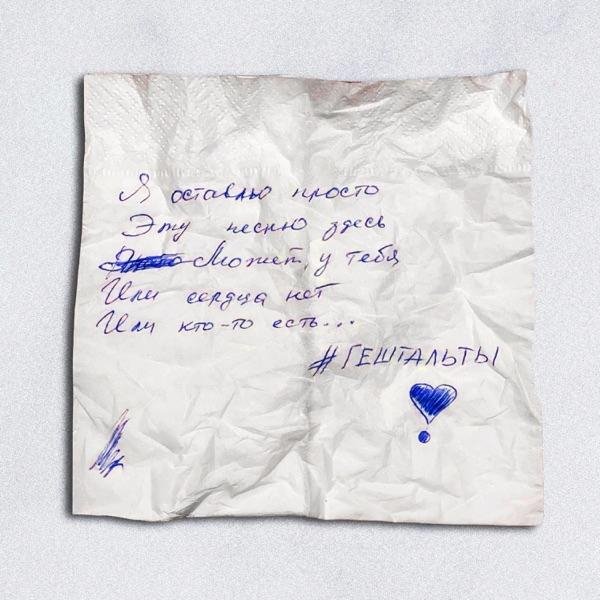 Я оставлю просто
Эту песню здесь
Может у тебя
Или сердца нет
Или кто-то есть...
#ГЕШТАЛЬТЫ